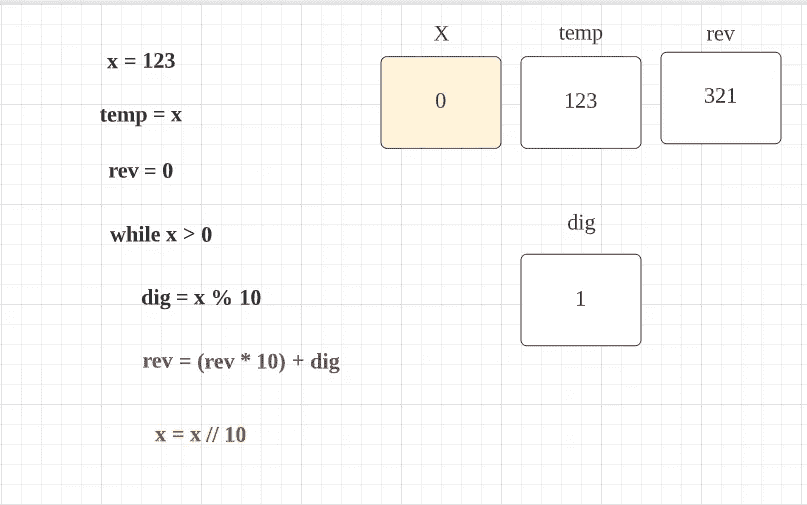 x = 123
temp = x
rev = 0
while x > 0
dig = x % 10
rev = (rev * 10) + dig
x = x // 10
X temp rev
0 123 321
dig
1